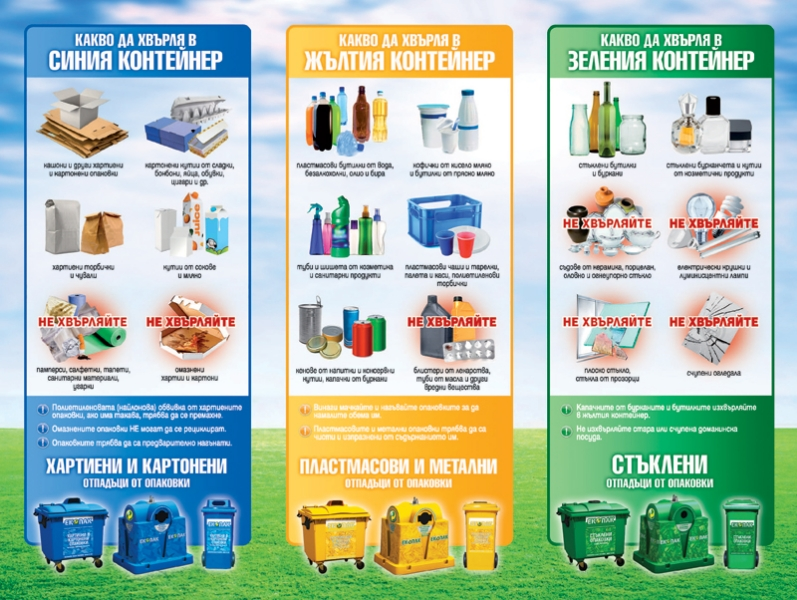 КАКВО ДА ХВЪРЛЯ В
СИНИЯ КОНТЕЙНЕР
кашони и други хартиени
и картонени опаковки
картонени кутии от сладки,
бонбони, яйца, обувки,
цигари и др.
хартиени торбички
и чували
кутии от сокове
и мляко
НЕ ХВЪРЛЯЙТЕ
памперси, салфетки, тапети,
санитарни материали,
угарки
НЕ ХВЪРЛЯЙТЕ
омазнени
хартии и картони
Полиетиленовата (найлонова) обвивка от хартиените
опаковки, ако има такава, трябва да се премахне.
Омазнените опаковки НЕ могат да се рециклират.
Опаковките трябва да са предварително нагънати.
ХАРТИЕНИ И КАРТОНЕНИ
ОТПАДЪЦИ ОТ ОПАКОВКИ
КАКВО ДА ХВЪРЛЯ В
ЖЪЛТИЯ КОНТЕЙНЕР
пластмасови бутилки от вода,
безалкохолни, олио и бира
кофички от кисело мляко
и бутилки от прясно мляко
туби и шишета от козметика
и санитарни продукти
пластмасови чаши и тарелки,
палета и каси, полиетиленови
торбички
кенове от напитки и консервни
кутии, капачки от буркани
НЕ ХВЪРЛЯЙТЕ
блистери от лекарства,
туби от масла и други
вредни вещества
Винаги мачкайте и нагъвайте опаковките за да
намалите обема им.
Пластмасовите и метални опаковки трябва да са
чисти и изпразнени от съдържанието им.
ПЛАСТМАСОВИ И МЕТАЛНИ
ОТПАДЪЦИ ОТ ОПАКОВКИ
КАКВО ДА ХВЪРЛЯ В
ЗЕЛЕНИЯ КОНТЕЙНЕР
стъклени бутилки
и буркани
стъклени бурканчета и кутии
от козметични продукти
НЕ ХВЪРЛЯЙТЕ
съдове от керамика, порцелан,
оловно и огнеупорно стъкло
НЕ ХВЪРЛЯЙТЕ
електрически крушки и
луминисцентни лампи
НЕ ХВЪРЛЯЙТЕ
плоско стъкло,
стъкла от прозорци
НЕ ХВЪРЛЯЙТЕ
счупени огледала
Капачките от бурканите и бутилките изхвърляйте
в жълтия контейнер.
Не изхвърляйте стара или счупена домакинска
посуда.
СТЪКЛЕНИ
ОТПАДЪЦИ ОТ ОПАКОВКИ